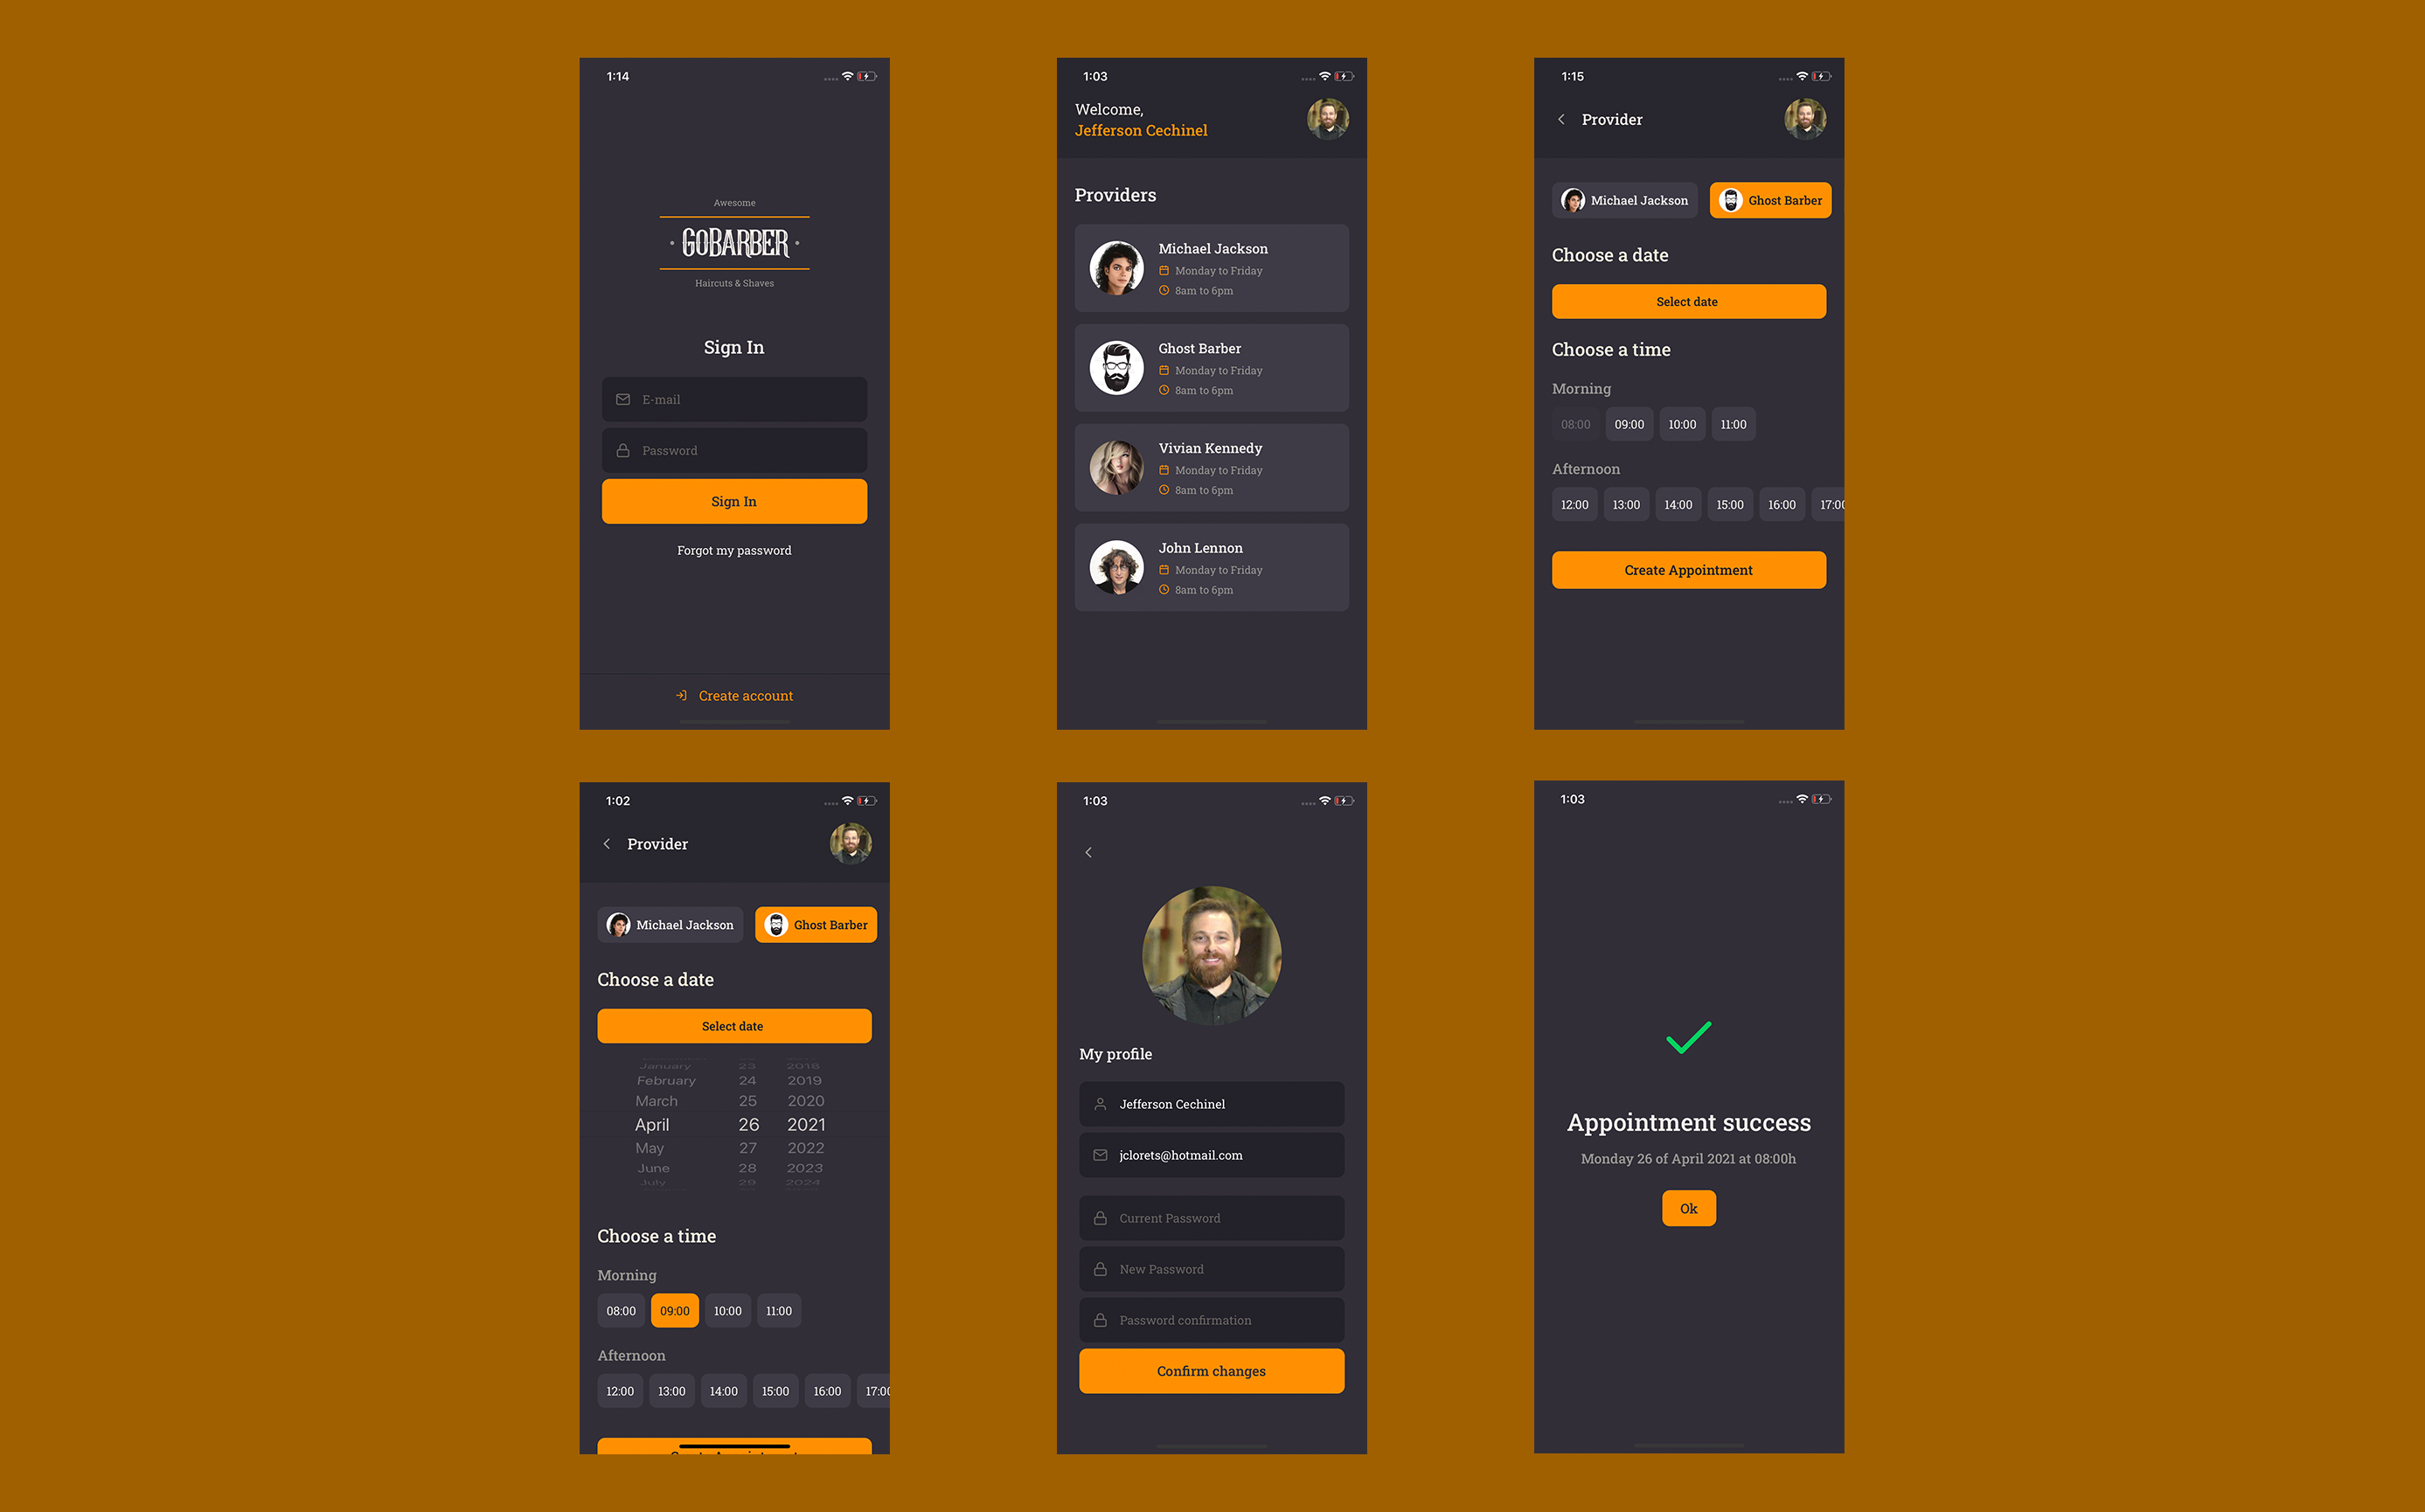 1:14
Awesome
GOBARBER
Haircuts & Shaves
Sign In
E-mail
Password
Sign In
Forgot my password
Create account
1:03
Welcome,
Jefferson Cechinel
Providers
Michael Jackson
Monday to Friday
8am to 6pm
Ghost Barber
Monday to Friday
8am to 6pm
Vivian Kennedy
Monday to Friday
8am to 6pm
John Lennon
Monday to Friday
8am to 6pm
1:15
Provider
Michael Jackson Ghost Barber
Choose a date
Select date
Choose a time
Morning
08:00 09:00 10:00 11:00
Afternoon
12:00 13:00 14:00 15:00 16:00 17:00
Create Appointment
1:02
Provider
Michael Jackson Ghost Barber
Choose a date
Select date
January 23 2018
February 24 2019
March 25 2020
April 26 2021
May 27 2022
June 28 2023
July 29 2024
Choose a time
Morning
08:00 09:00 10:00 11:00
Afternoon
12:00 13:00 14:00 15:00 16:00 17:00
1:03
My profile
Jefferson Cechinel
jclorets@hotmail.com
Current Password
New Password
Password confirmation
Confirm changes
1:03
Appointment success
Monday 26 of April 2021 at 08:00h
Ok